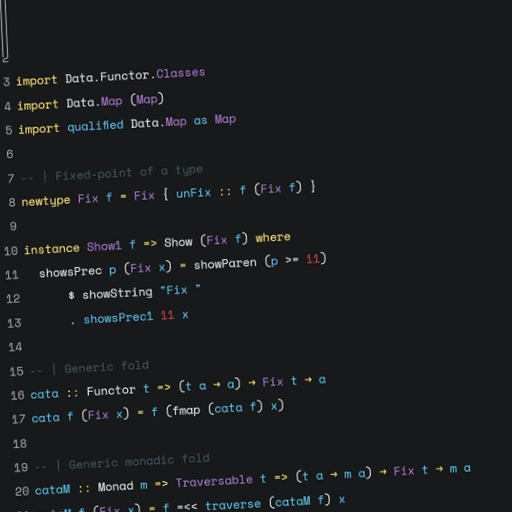 2
3 import Data.Functor.Classes
4 import Data.Map (Map)
5 import qualified Data.Map as Map
6
7 -- | Fixed-point of a type
8 newtype Fix f = Fix { unFix :: f (Fix f) }
9
10 instance Show1 f => Show (Fix f) where
11 showsPrec p (Fix x) = showParen (p >= 11)
12 $ showString "Fix "
13 . showsPrec1 11 x
14
15 -- | Generic fold
16 cata :: Functor t => (t a → a) → Fix t → a
17 cata f (Fix x) = f (fmap (cata f) x)
18
19 -- | Generic monadic fold
20 cataM :: Monad m => Traversable t => (t a → m a) → Fix t → m a
cataM f (Fix x) = f =<< traverse (cataM f) x